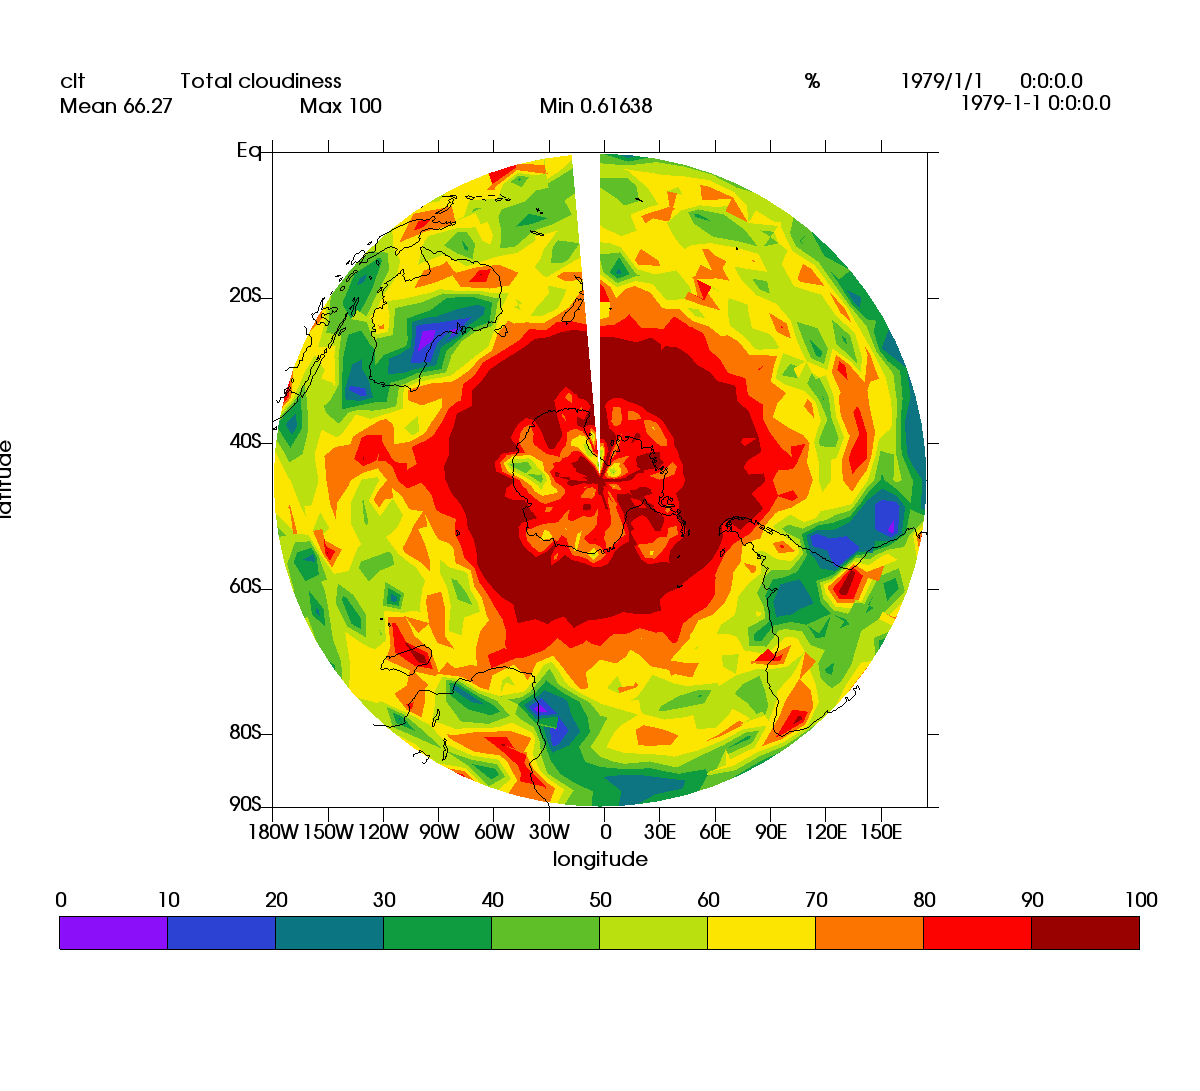 clt Total cloudiness % 1979/1/1 0:0:0.0
Mean 66.27 Max 100 Min 0.61638 1979-1-1 0:0:0.0
Eq
20S
40S
60S
80S
90S
latitude
180W 150W 120W 90W 60W 30W 0 30E 60E 90E 120E 150E
longitude
0 10 20 30 40 50 60 70 80 90 100